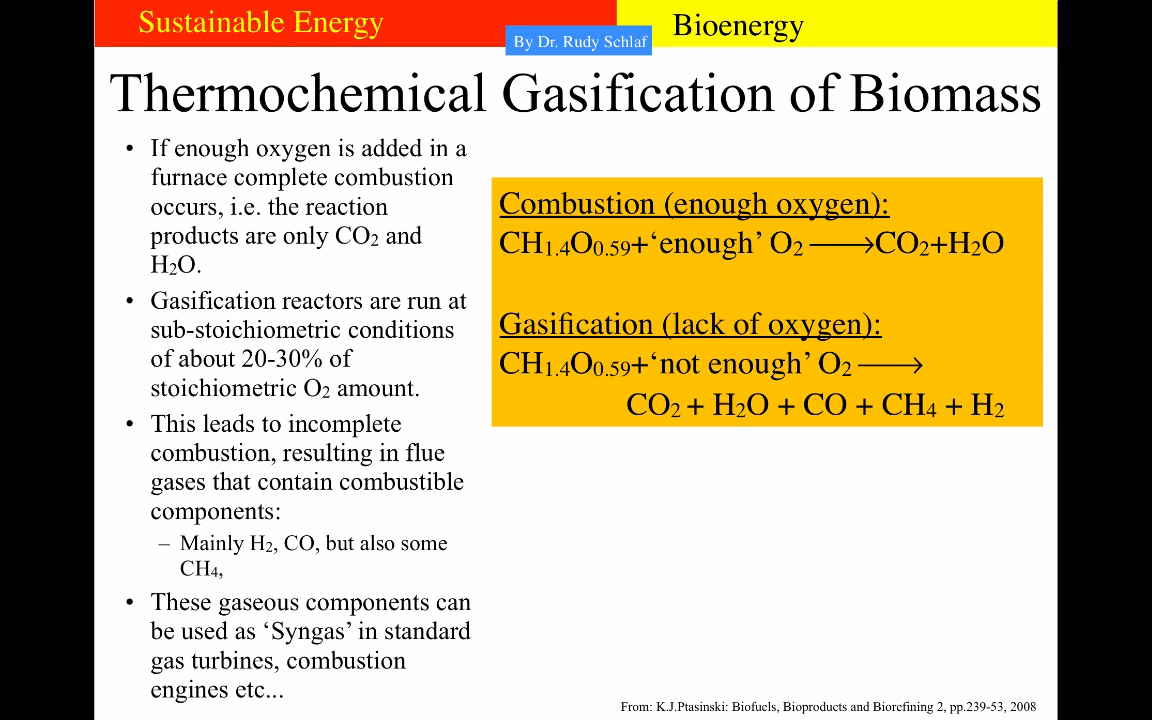 Sustainable Energy
By Dr. Rudy Schlaf
Bioenergy
Thermochemical Gasification of Biomass
• If enough oxygen is added in a
furnace complete combustion
occurs, i.e. the reaction
products are only CO₂ and
H₂O.
• Gasification reactors are run at
sub-stoichiometric conditions
of about 20-30% of
stoichiometric O₂ amount.
• This leads to incomplete
combustion, resulting in flue
gases that contain combustible
components:
– Mainly H₂, CO, but also some
CH₄,
• These gaseous components can
be used as ‘Syngas’ in standard
gas turbines, combustion
engines etc...
Combustion (enough oxygen):
CH₁.₄O₀.₅₉+‘enough’ O₂ ⟶CO₂+H₂O
Gasification (lack of oxygen):
CH₁.₄O₀.₅₉+‘not enough’ O₂ ⟶
CO₂ + H₂O + CO + CH₄ + H₂
From: K.J.Ptasinski: Biofuels, Bioproducts and Biorefining 2, pp.239-53, 2008